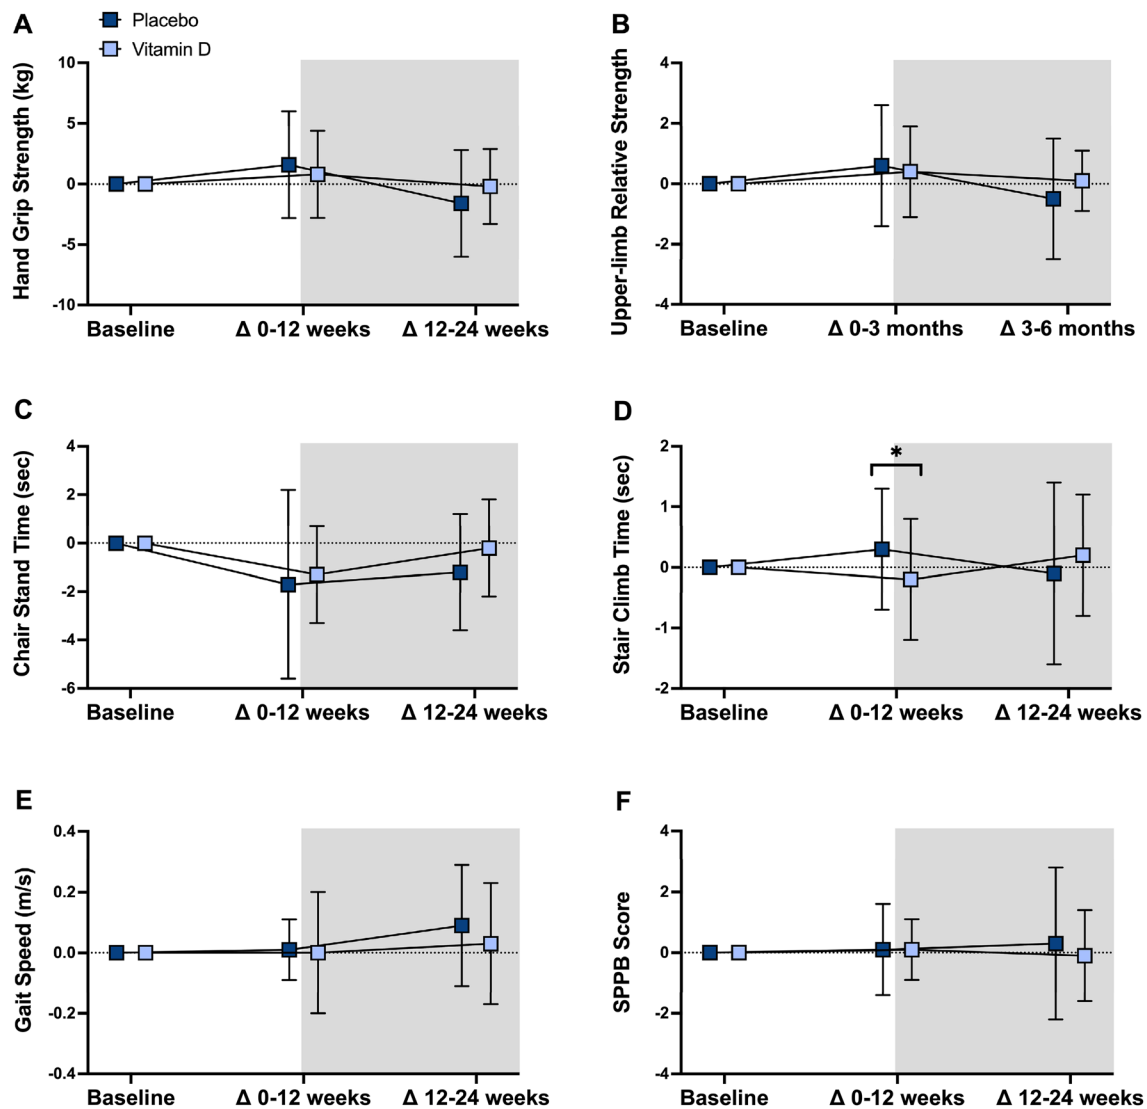 A
Placebo
Vitamin D
Hand Grip Strength (kg)
10
5
0
-5
-10
Baseline
Δ 0-12 weeks
Δ 12-24 weeks
B
Upper-limb Relative Strength
4
2
0
-2
-4
Baseline
Δ 0-3 months
Δ 3-6 months
C
Chair Stand Time (sec)
4
2
0
-2
-4
-6
Baseline
Δ 0-12 weeks
Δ 12-24 weeks
D
Stair Climb Time (sec)
2
1
0
-1
-2
*
Baseline
Δ 0-12 weeks
Δ 12-24 weeks
E
Gait Speed (m/s)
0.4
0.2
0.0
-0.2
-0.4
Baseline
Δ 0-12 weeks
Δ 12-24 weeks
F
SPPB Score
4
2
0
-2
-4
Baseline
Δ 0-12 weeks
Δ 12-24 weeks